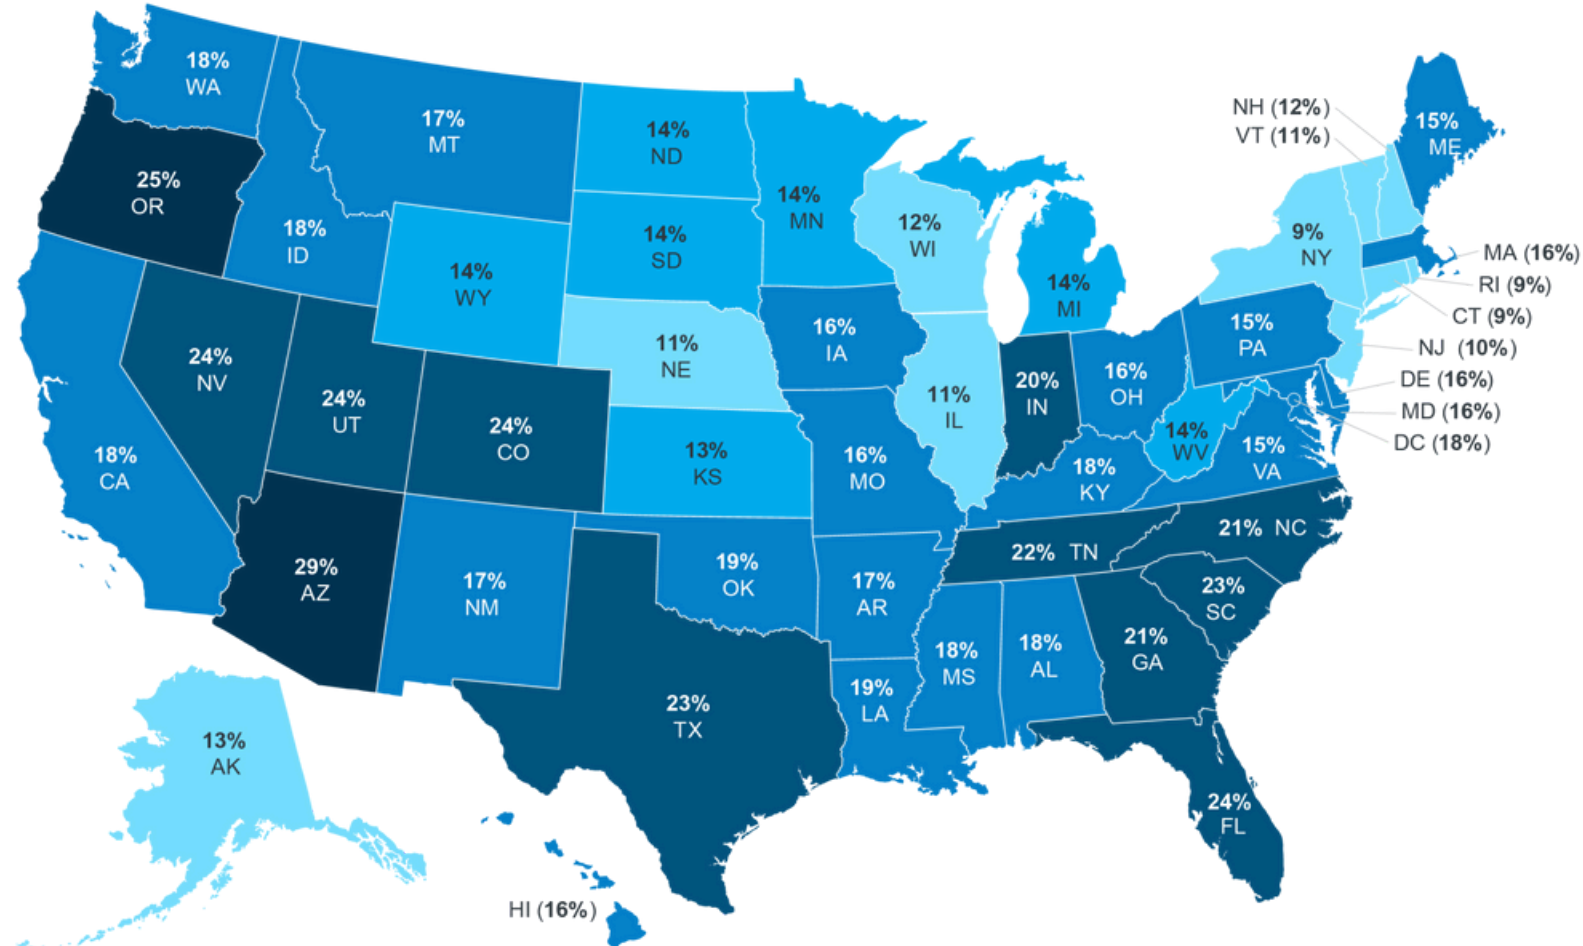 18%
WA
17%
MT
14%
ND
14%
MN
NH (12%)
VT (11%)
15%
ME
25%
OR
18%
ID
14%
WY
14%
SD
12%
WI
14%
MI
9%
NY
MA (16%)
RI (9%)
CT (9%)
NJ (10%)
DE (16%)
MD (16%)
DC (18%)
24%
NV
24%
UT
24%
CO
11%
NE
16%
IA
11%
IL
20%
IN
16%
OH
15%
PA
14%
WV
15%
VA
18%
CA
13%
KS
16%
MO
18%
KY
29%
AZ
17%
NM
19%
OK
17%
AR
22% TN
21% NC
23%
SC
18%
MS
18%
AL
21%
GA
23%
TX
19%
LA
24%
FL
13%
AK
HI (16%)